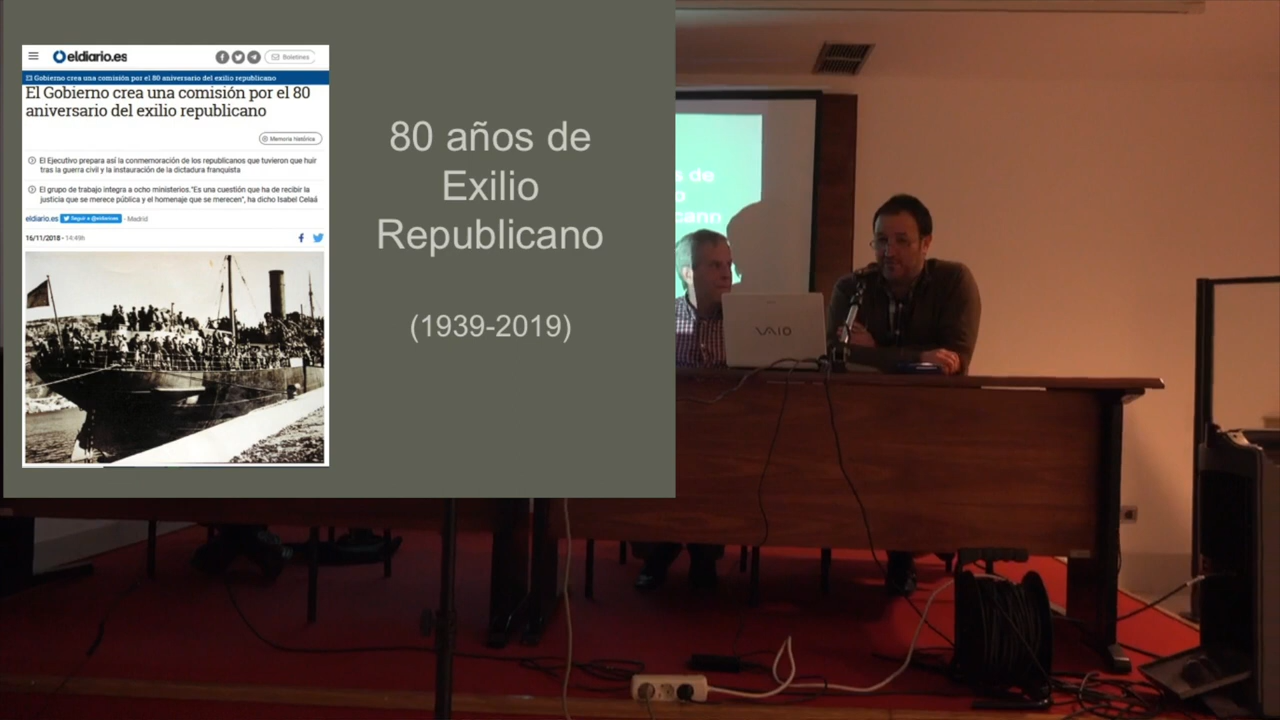 eldiario.es
Boletines
El Gobierno crea una comisión por el 80 aniversario del exilio republicano
El Gobierno crea una comisión por el 80
aniversario del exilio republicano
Memoria histórica
El Ejecutivo prepara así la conmemoración de los republicanos que tuvieron que huir
tras la guerra civil y la instauración de la dictadura franquista
El grupo de trabajo integra a ocho ministerios."Es una cuestión que ha de recibir la
justicia que se merece pública y el homenaje que se merecen", ha dicho Isabel Celaá
eldiario.es Seguir a @eldiarioes - Madrid
16/11/2018 - 14:49h
80 años de
Exilio
Republicano
(1939-2019)
s de
o
cann
VAIO